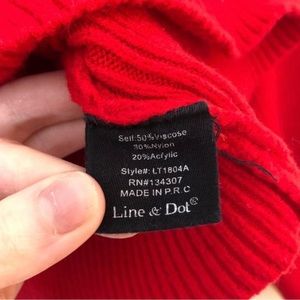 Self: 50% Viscose
30% Nylon
20% Acrylic
Style#: LT1804A
RN#134307
MADE IN P.R.C
Line & Dot®